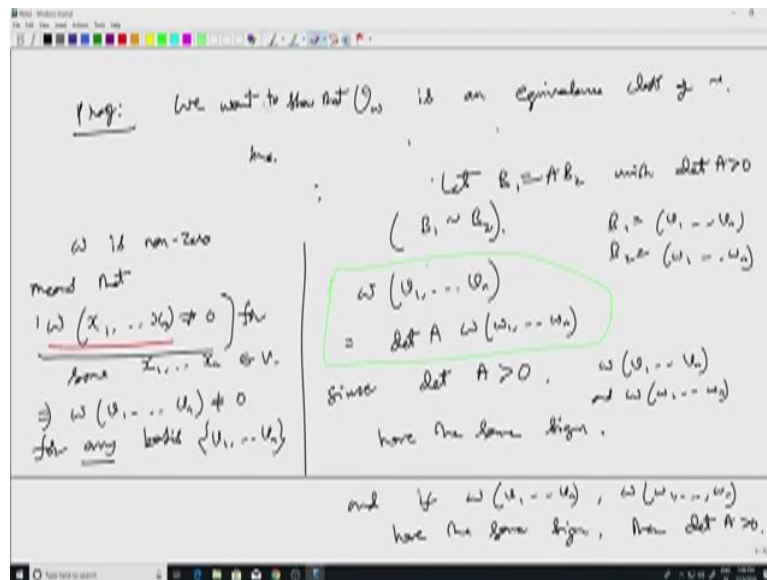 Proof: We want to show that O_ω is an equivalence class of ~.
Let B₁ = A B₂ with det A > 0
(B₁ ~ B₂).
B₁ = (v₁, .. vₙ)
B₂ = (w₁, .. wₙ)
ω is non-zero
means that
ω (x₁, .. xₙ) ≠ 0 } for
some x₁, .. xₙ ∈ V.
⇒ ω (v₁ .. vₙ) ≠ 0
for any basis {v₁, .. vₙ}
ω (v₁, ... vₙ)
= det A ω (w₁, ... wₙ)
since det A > 0, ω (v₁, .. vₙ)
and ω (w₁, .. wₙ)
have the same sign.
and if ω (v₁, .. vₙ), ω (w₁, ..., wₙ)
have the same sign, then det A > 0.